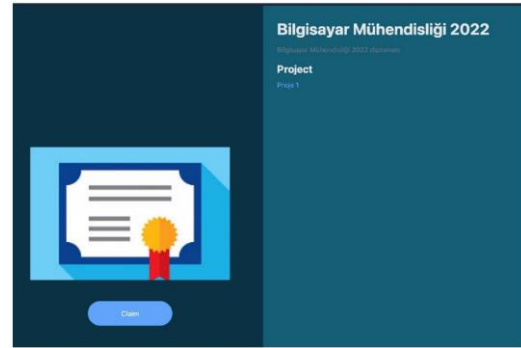 Bilgisayar Mühendisliği 2022
Bilgisayar Mühendisliği 2022 diploması
Project
Proje 1
Claim